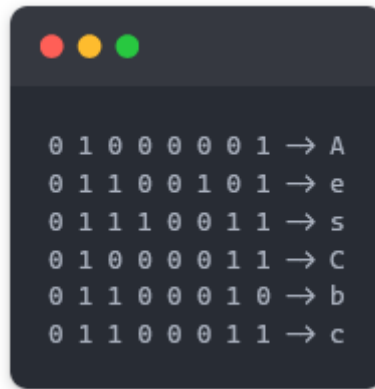 0 1 0 0 0 0 0 1 → A
0 1 1 0 0 1 0 1 → e
0 1 1 1 0 0 1 1 → s
0 1 0 0 0 0 1 1 → C
0 1 1 0 0 0 1 0 → b
0 1 1 0 0 0 1 1 → c